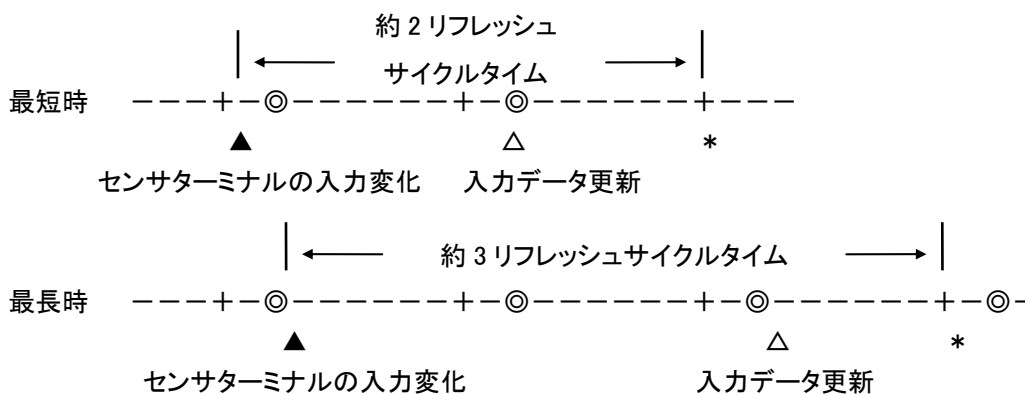 約 2 リフレッシュ
サイクルタイム
最短時 ----+-◎-------+-◎-------+----
▲ △ *
センサターミナルの入力変化 入力データ更新
約 3 リフレッシュサイクルタイム
最長時 ----+-◎-------+-◎-------+-◎-------+-◎-
▲ △ *
センサターミナルの入力変化 入力データ更新